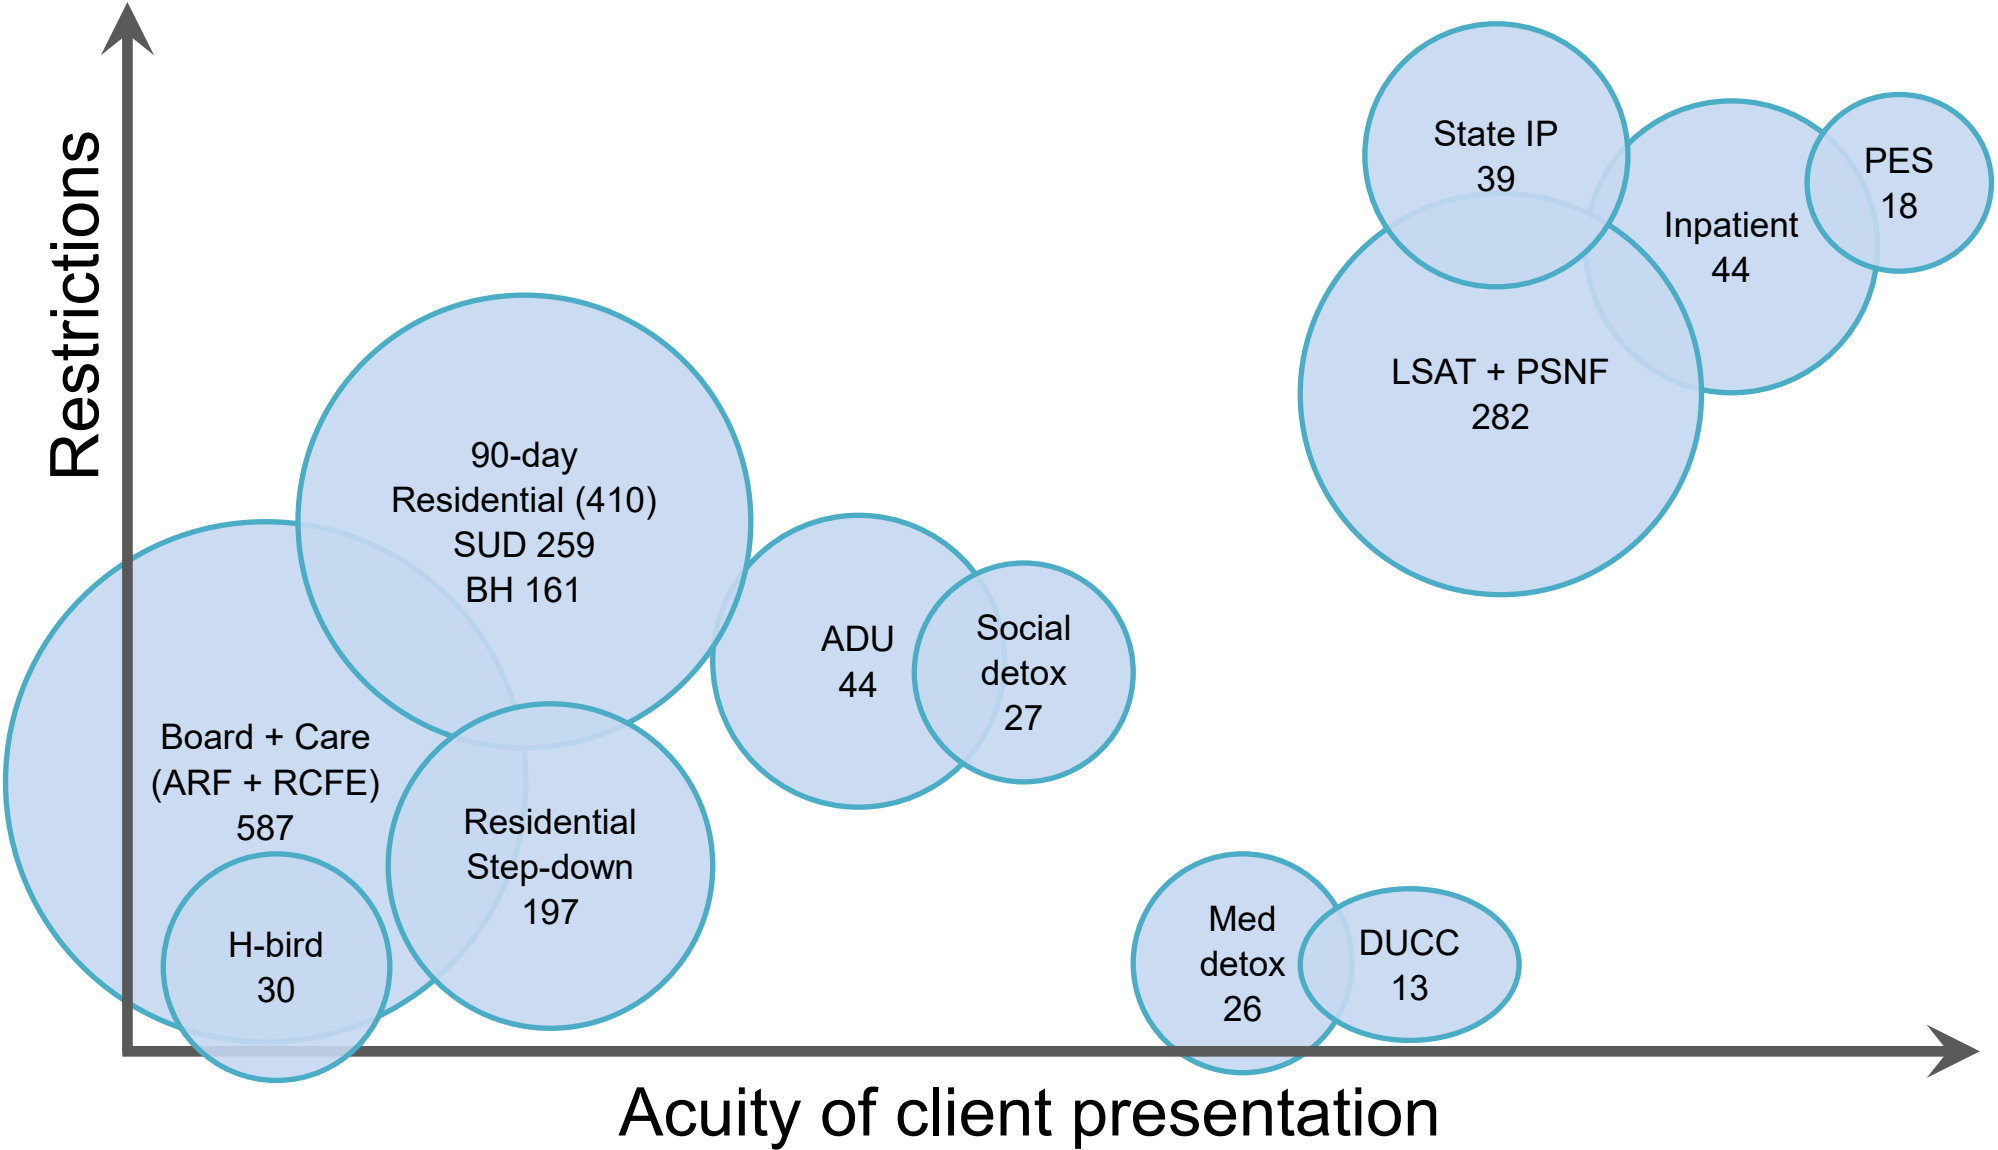 Restrictions
State IP
39
PES
18
Inpatient
44
LSAT + PSNF
282
90-day
Residential (410)
SUD 259
BH 161
ADU
44
Social
detox
27
Board + Care
(ARF + RCFE)
587
Residential
Step-down
197
H-bird
30
Med
detox
26
DUCC
13
Acuity of client presentation